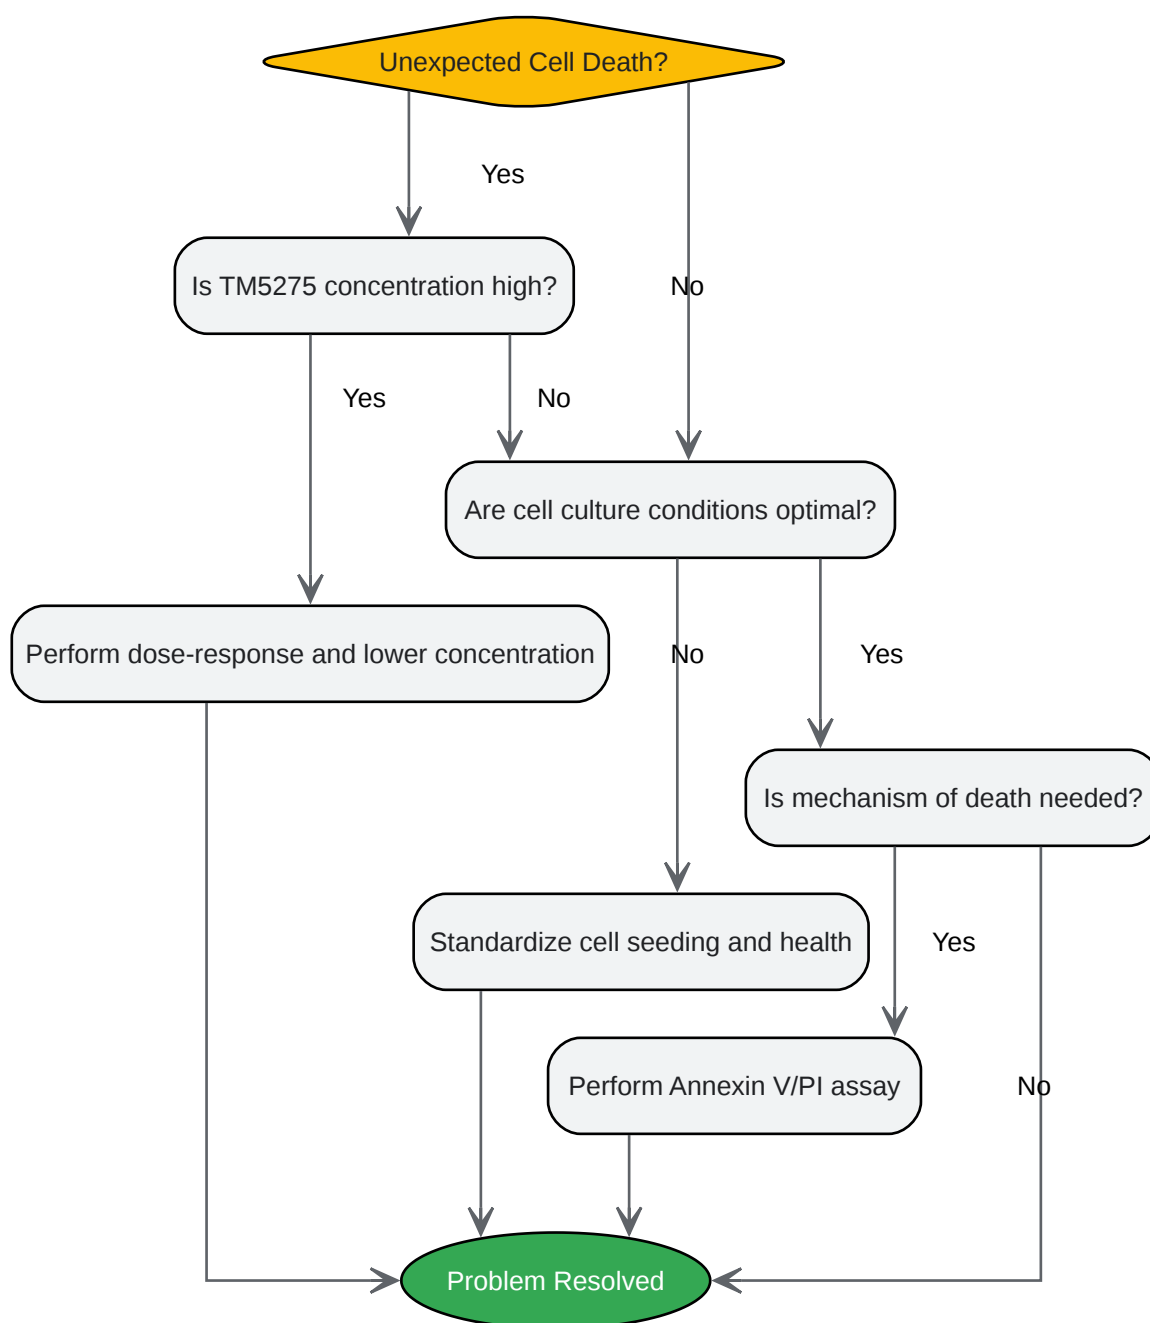 Unexpected Cell Death?
Yes
Is TM5275 concentration high?
No
Yes
No
Are cell culture conditions optimal?
Perform dose-response and lower concentration
No
Yes
Is mechanism of death needed?
Standardize cell seeding and health
Yes
Perform Annexin V/PI assay
No
Problem Resolved